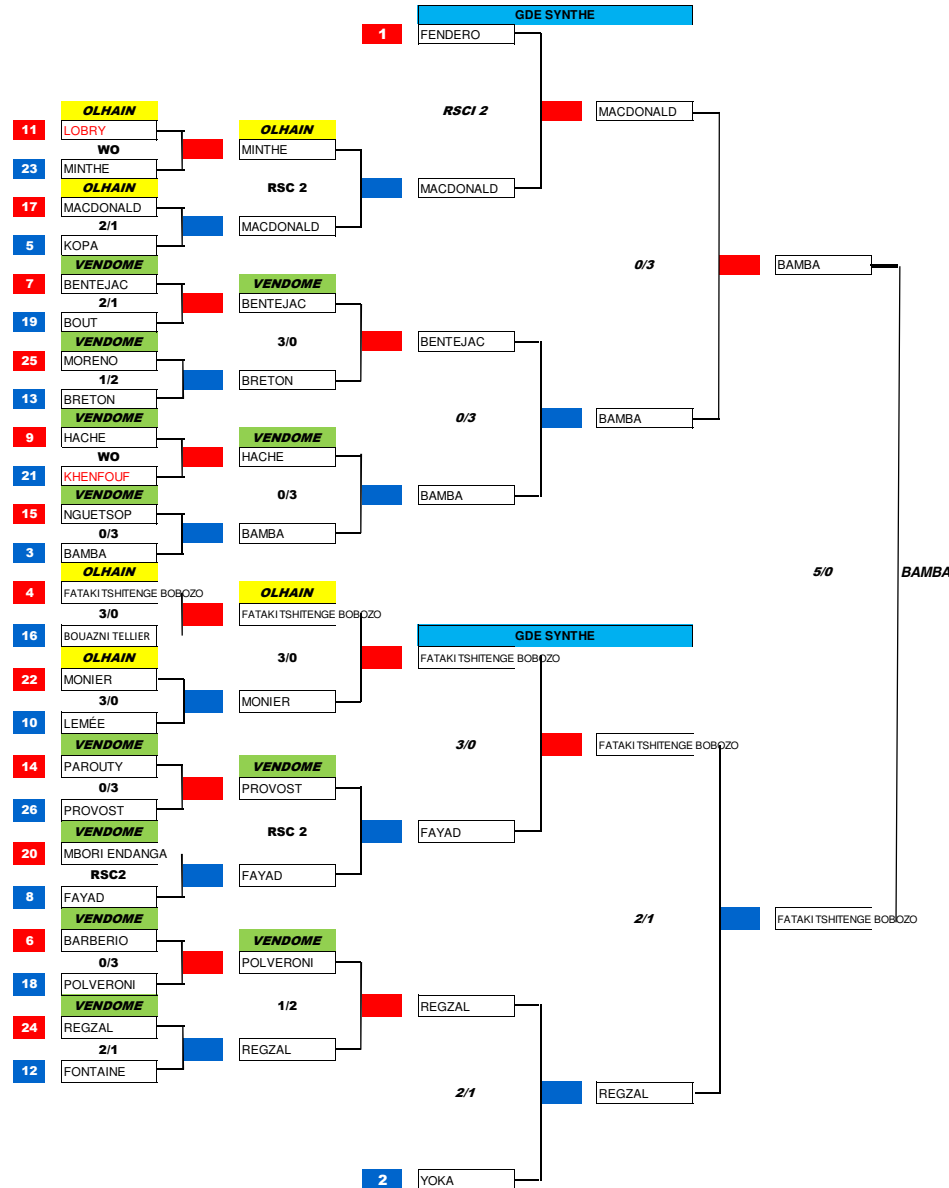 GDE SYNTHE
1 FENDERO
OLHAIN
RSCI 2 MACDONALD
11 LOBRY OLHAIN
WO MINTHE
23 MINTHE
OLHAIN RSC 2 MACDONALD
17 MACDONALD
2/1 MACDONALD
5 KOPA
VENDOME 0/3 BAMBA
7 BENTEJAC VENDOME
2/1 BENTEJAC
19 BOUT
VENDOME 3/0 BENTEJAC
25 MORENO
1/2 BRETON
13 BRETON
VENDOME 0/3 BAMBA
9 HACHE VENDOME
WO HACHE
21 KHENFOUF
VENDOME 0/3 BAMBA
15 NGUETSOP
0/3 BAMBA
3 BAMBA
OLHAIN 5/0 BAMBA
4 FATAKI TSHITENGE BOBOZO OLHAIN
3/0 FATAKI TSHITENGE BOBOZO
16 BOUAZNI TELLIER GDE SYNTHE
OLHAIN 3/0 FATAKI TSHITENGE BOBOZO
22 MONIER
3/0 MONIER
10 LEMÉE
VENDOME 3/0 FATAKI TSHITENGE BOBOZO
14 PAROUTY VENDOME
0/3 PROVOST
26 PROVOST
VENDOME RSC 2 FAYAD
20 MBORI ENDANGA
RSC2 FAYAD
8 FAYAD
VENDOME 2/1 FATAKI TSHITENGE BOBOZO
6 BARBERIO VENDOME
0/3 POLVERONI
18 POLVERONI
VENDOME 1/2 REGZAL
24 REGZAL
2/1 REGZAL
12 FONTAINE
2/1 REGZAL
2 YOKA